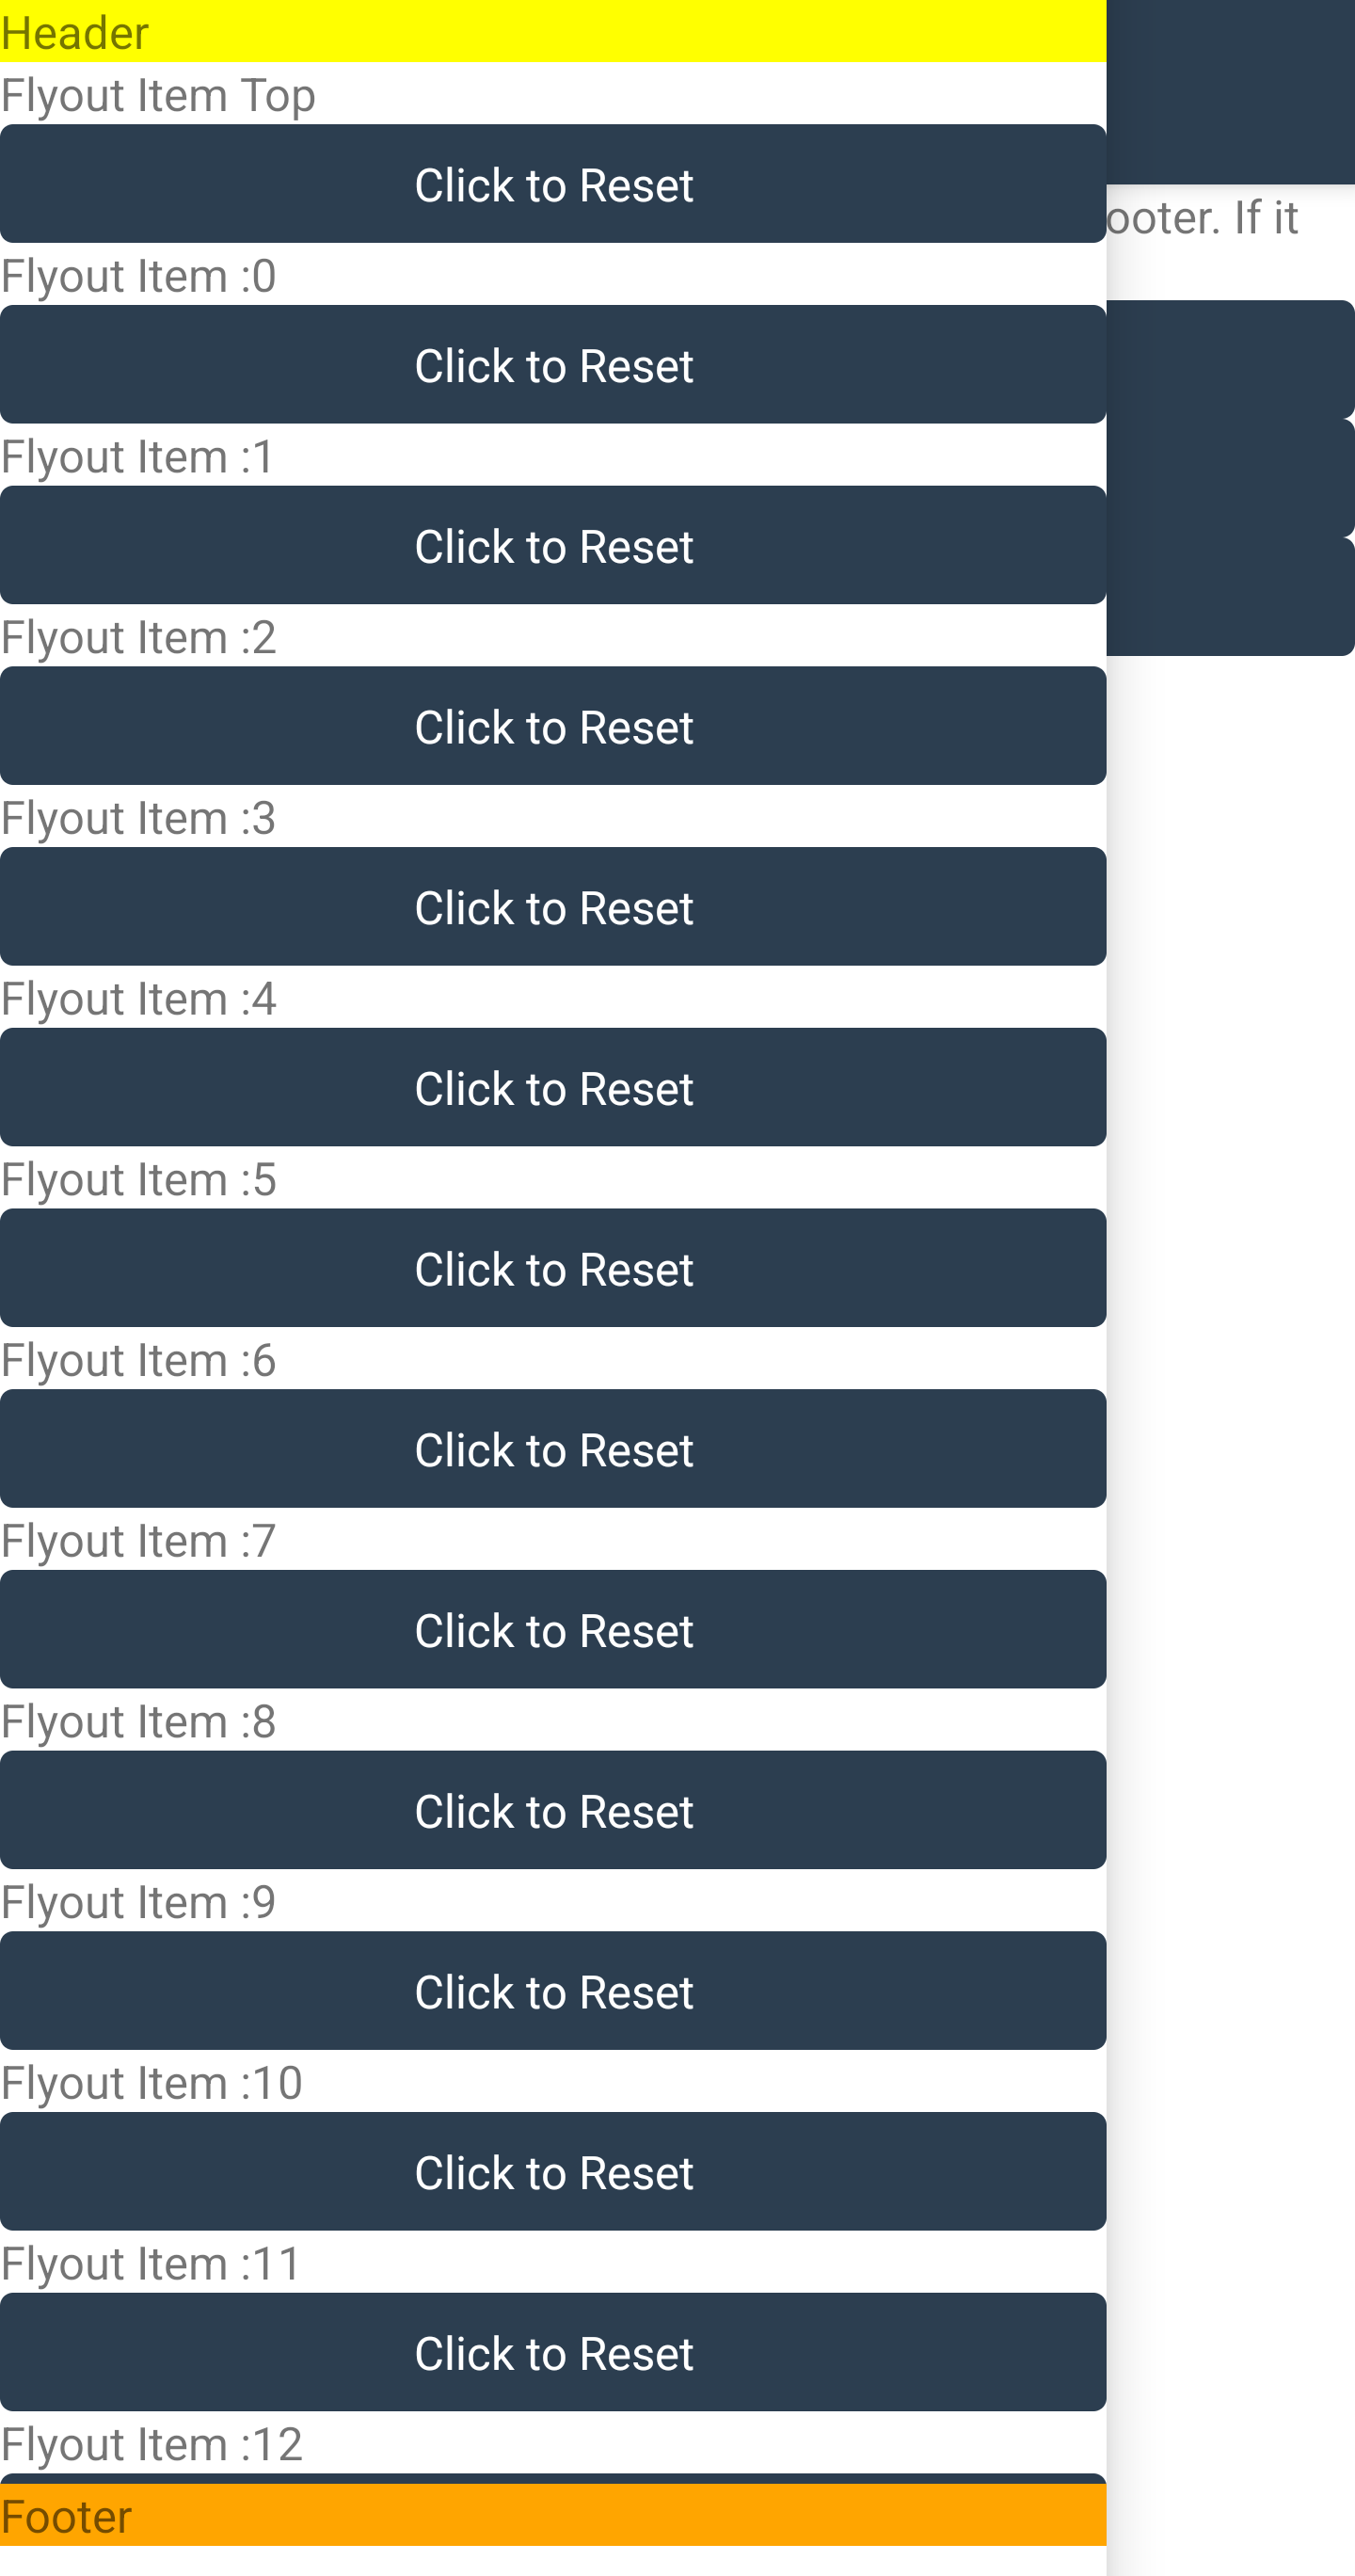 Header
Flyout Item Top
Click to Reset
ooter. If it
Flyout Item :0
Click to Reset
Flyout Item :1
Click to Reset
Flyout Item :2
Click to Reset
Flyout Item :3
Click to Reset
Flyout Item :4
Click to Reset
Flyout Item :5
Click to Reset
Flyout Item :6
Click to Reset
Flyout Item :7
Click to Reset
Flyout Item :8
Click to Reset
Flyout Item :9
Click to Reset
Flyout Item :10
Click to Reset
Flyout Item :11
Click to Reset
Flyout Item :12
Footer